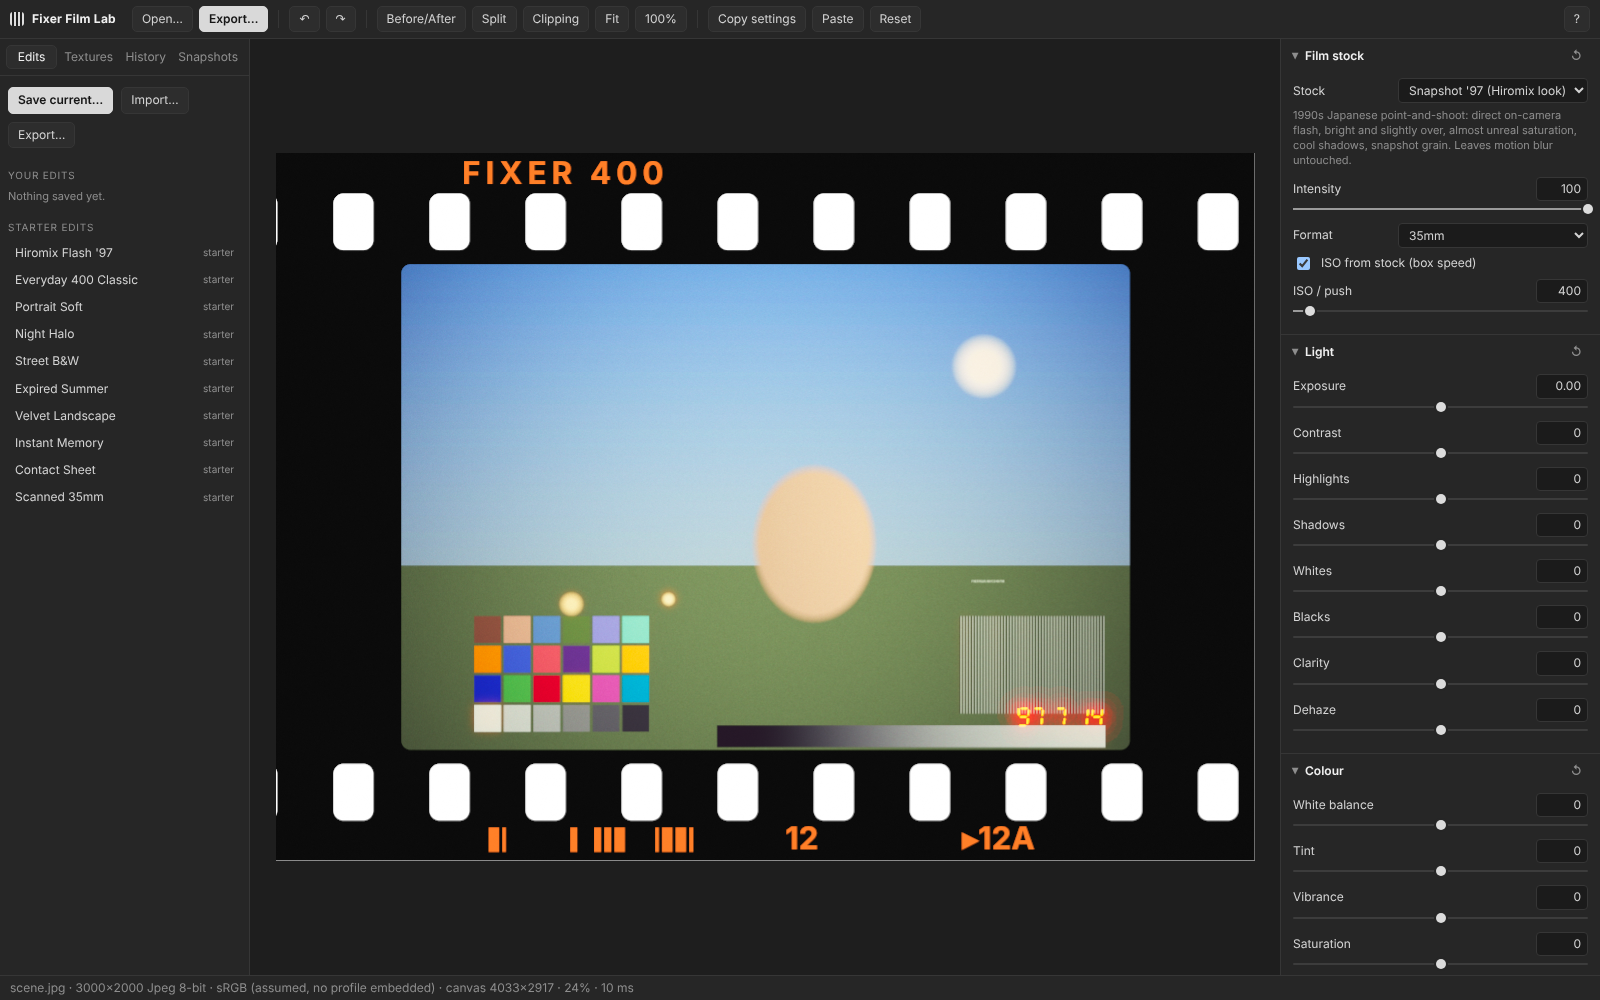 Fixer Film Lab
Open...
Export...
↶
↷
Before/After
Split
Clipping
Fit
100%
Copy settings
Paste
Reset
?
Edits
Textures
History
Snapshots
Save current...
Import...
Export...
YOUR EDITS
Nothing saved yet.
STARTER EDITS
Hiromix Flash '97 starter
Everyday 400 Classic starter
Portrait Soft starter
Night Halo starter
Street B&W starter
Expired Summer starter
Velvet Landscape starter
Instant Memory starter
Contact Sheet starter
Scanned 35mm starter
FIXER 400
97 7 14
12
▶12A
Film stock
Stock Snapshot '97 (Hiromix look)
1990s Japanese point-and-shoot: direct on-camera
flash, bright and slightly over, almost unreal saturation,
cool shadows, snapshot grain. Leaves motion blur
untouched.
Intensity 100
Format 35mm
ISO from stock (box speed)
ISO / push 400
Light
Exposure 0.00
Contrast 0
Highlights 0
Shadows 0
Whites 0
Blacks 0
Clarity 0
Dehaze 0
Colour
White balance 0
Tint 0
Vibrance 0
Saturation 0
scene.jpg · 3000×2000 Jpeg 8-bit · sRGB (assumed, no profile embedded) · canvas 4033×2917 · 24% · 10 ms